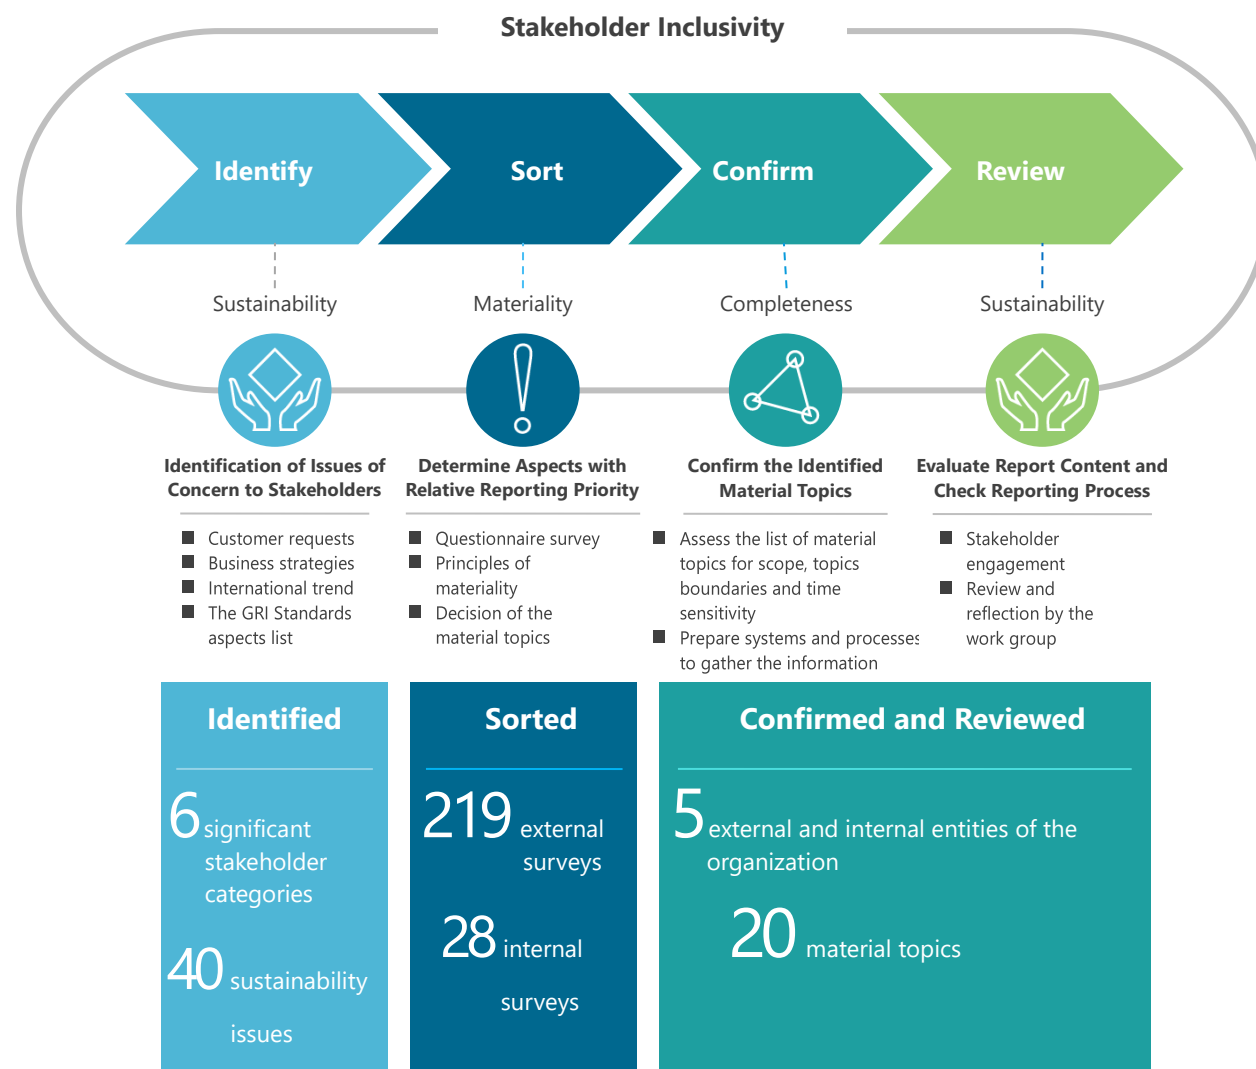 Stakeholder Inclusivity
Identify
Sort
Confirm
Review
Sustainability
Materiality
Completeness
Sustainability
Identification of Issues of
Concern to Stakeholders
Customer requests
Business strategies
International trend
The GRI Standards
aspects list
Determine Aspects with
Relative Reporting Priority
Questionnaire survey
Principles of
materiality
Decision of the
material topics
Confirm the Identified
Material Topics
Assess the list of material
topics for scope, topics
boundaries and time
sensitivity
Prepare systems and processes
to gather the information
Evaluate Report Content and
Check Reporting Process
Stakeholder
engagement
Review and
reflection by the
work group
Identified
6 significant
stakeholder
categories
40 sustainability
issues
Sorted
219 external
surveys
28 internal
surveys
Confirmed and Reviewed
5 external and internal entities of the
organization
20 material topics